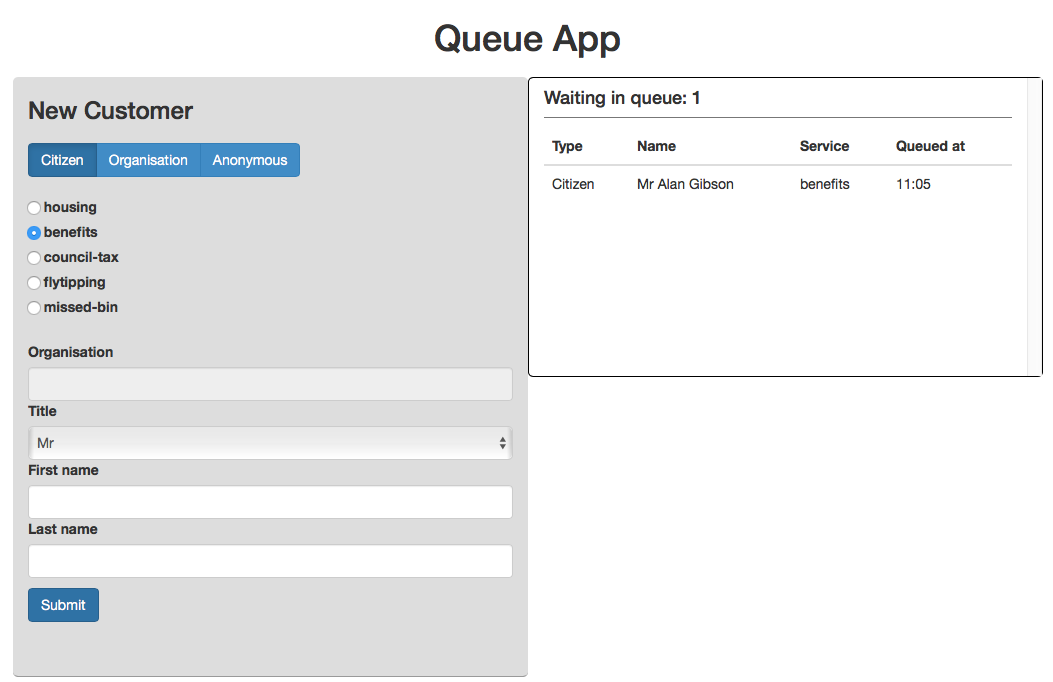 Queue App
New Customer
Citizen Organisation Anonymous
housing
benefits
council-tax
flytipping
missed-bin
Organisation
Title
Mr
First name
Last name
Submit
Waiting in queue: 1
Type Name Service Queued at
Citizen Mr Alan Gibson benefits 11:05